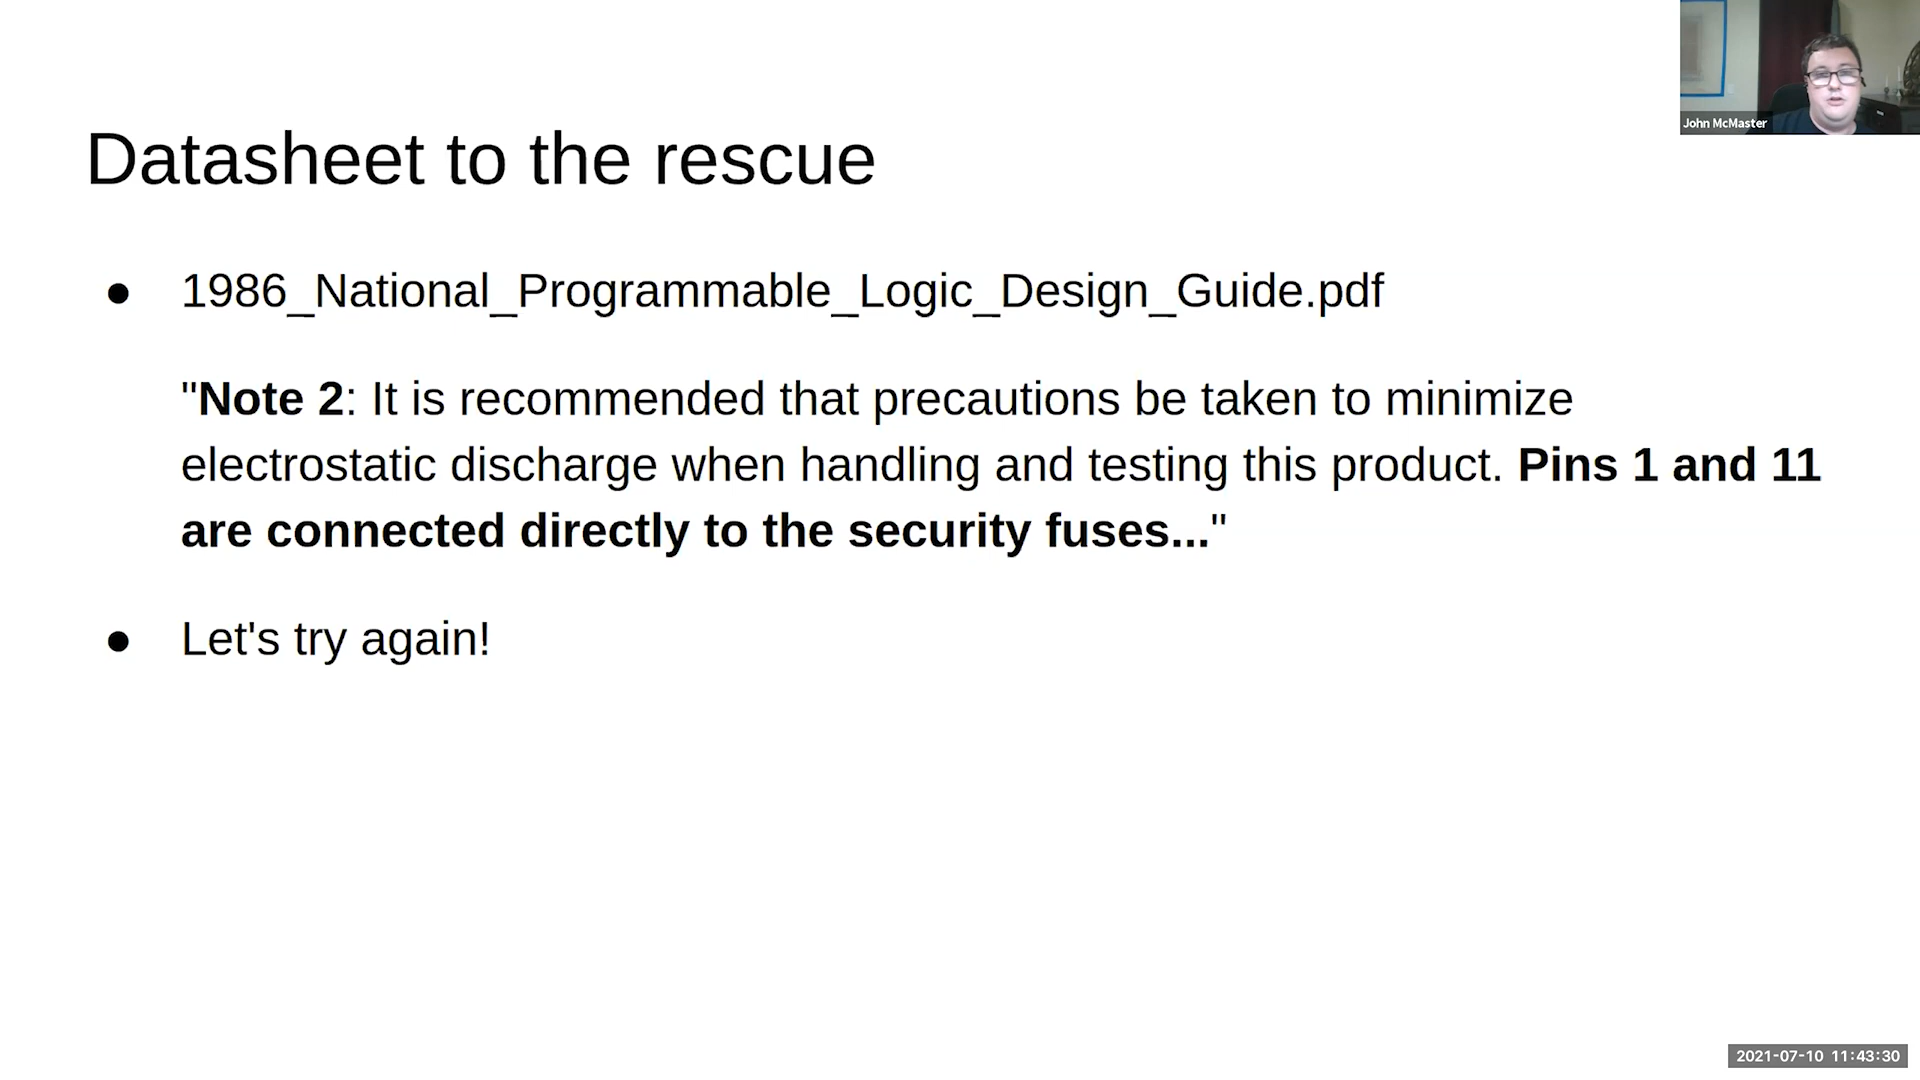 John McMaster
Datasheet to the rescue
● 1986_National_Programmable_Logic_Design_Guide.pdf
"Note 2: It is recommended that precautions be taken to minimize
electrostatic discharge when handling and testing this product. Pins 1 and 11
are connected directly to the security fuses..."
● Let's try again!
2021-07-10 11:43:30